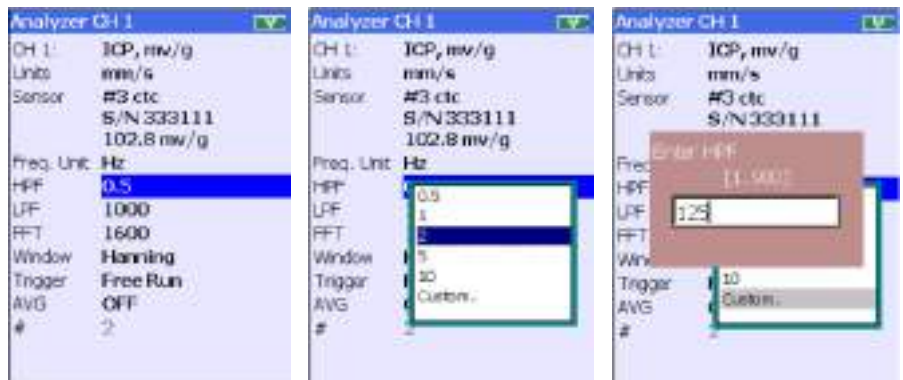 Analyzer CH 1
CH 1: ICP, mv/g
Units mm/s
Sensor #3 ctc
S/N 333111
102.8 mv/g
Freq. Unit Hz
HPF 0.5
LPF 1000
FFT 1600
Window Hanning
Trigger Free Run
AVG OFF
# 2
Analyzer CH 1
CH 1: ICP, mv/g
Units mm/s
Sensor #3 ctc
S/N 333111
102.8 mv/g
Freq. Unit Hz
HPF
LPF
FFT
Window
Trigger
AVG
#
0.5
1
2
5
10
Custom..
Analyzer CH 1
CH 1: ICP, mv/g
Units mm/s
Sensor #3 ctc
S/N 333111
Freq
HPF
LPF
FFT
Trigger
AVG
#
Enter HPF
125
10
Custom..